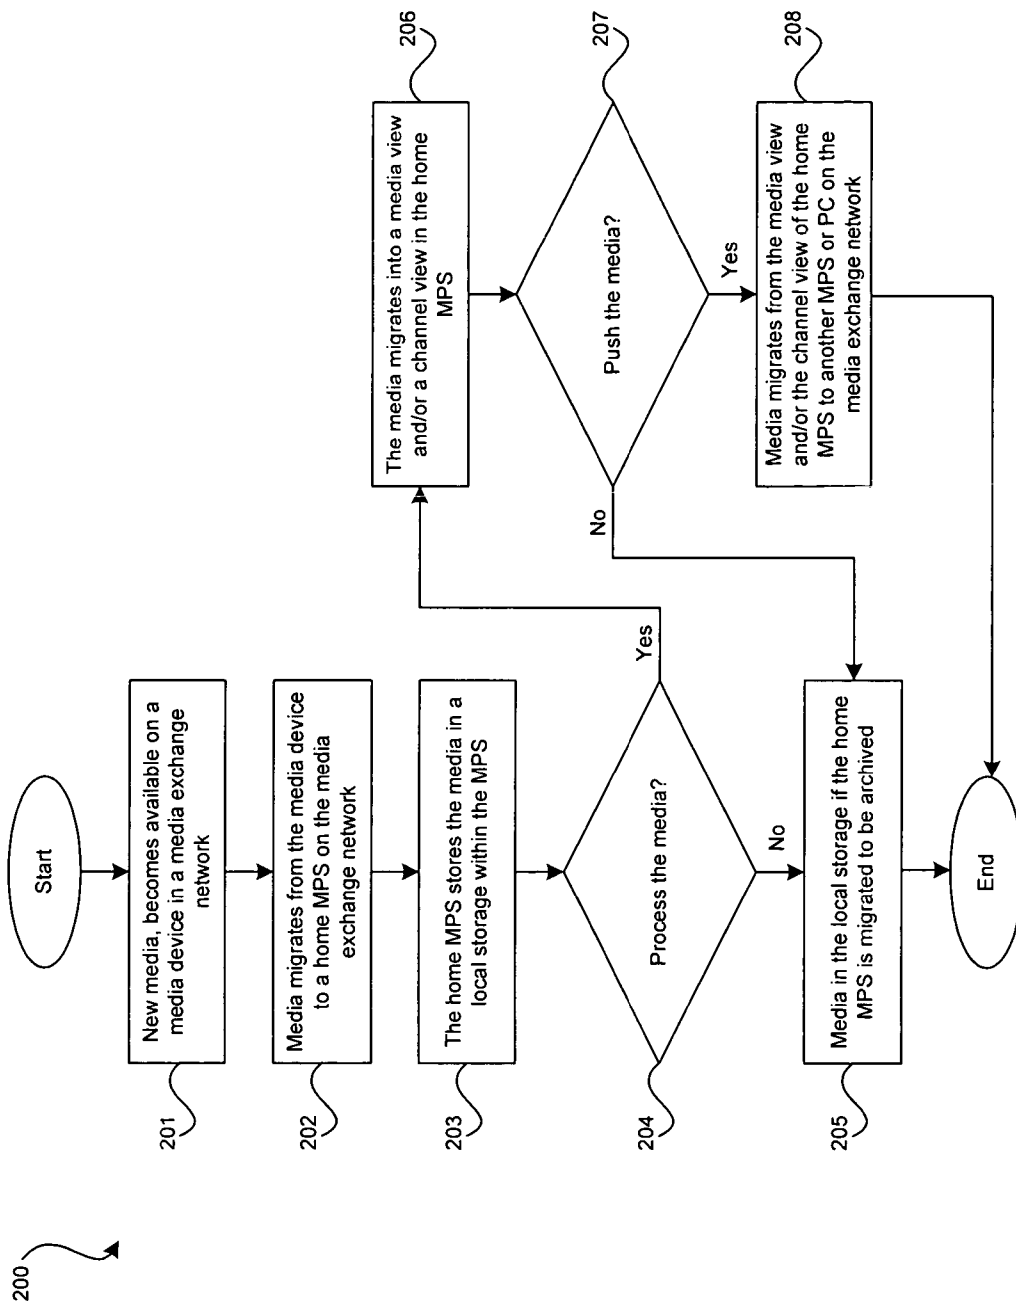 200
Start
201
New media, becomes available on a
media device in a media exchange
network
202
Media migrates from the media device
to a home MPS on the media
exchange network
203
The home MPS stores the media in a
local storage within the MPS
204
Process the media?
Yes
No
205
Media in the local storage if the home
MPS is migrated to be archived
206
The media migrates into a media view
and/or a channel view in the home
MPS
207
Push the media?
No
Yes
208
Media migrates from the media view
and/or the channel view of the home
MPS to another MPS or PC on the
media exchange network
End